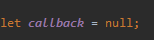 let callback = null;